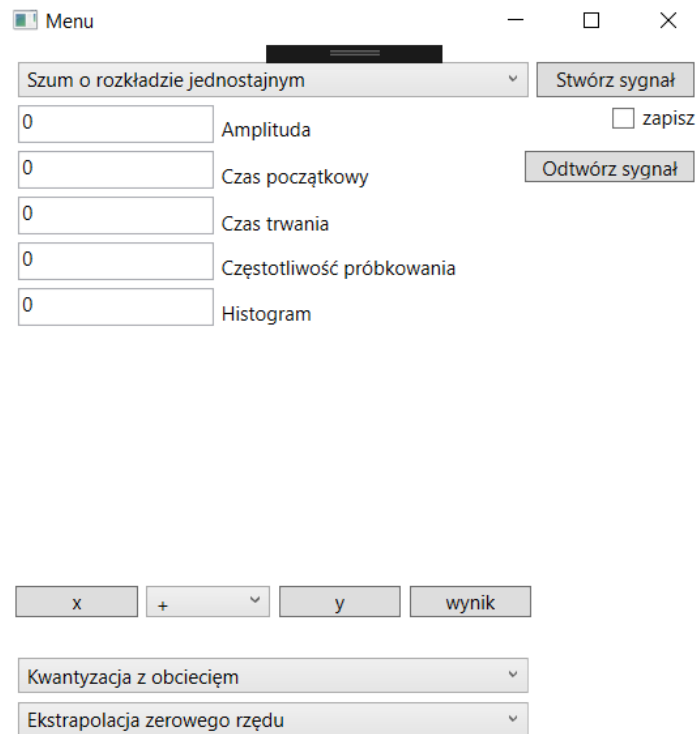 Menu
Szum o rozkładzie jednostajnym
Stwórz sygnał
0 Amplituda
zapisz
0 Czas początkowy
Odtwórz sygnał
0 Czas trwania
0 Częstotliwość próbkowania
0 Histogram
x + y wynik
Kwantyzacja z obciecięm
Ekstrapolacja zerowego rzędu